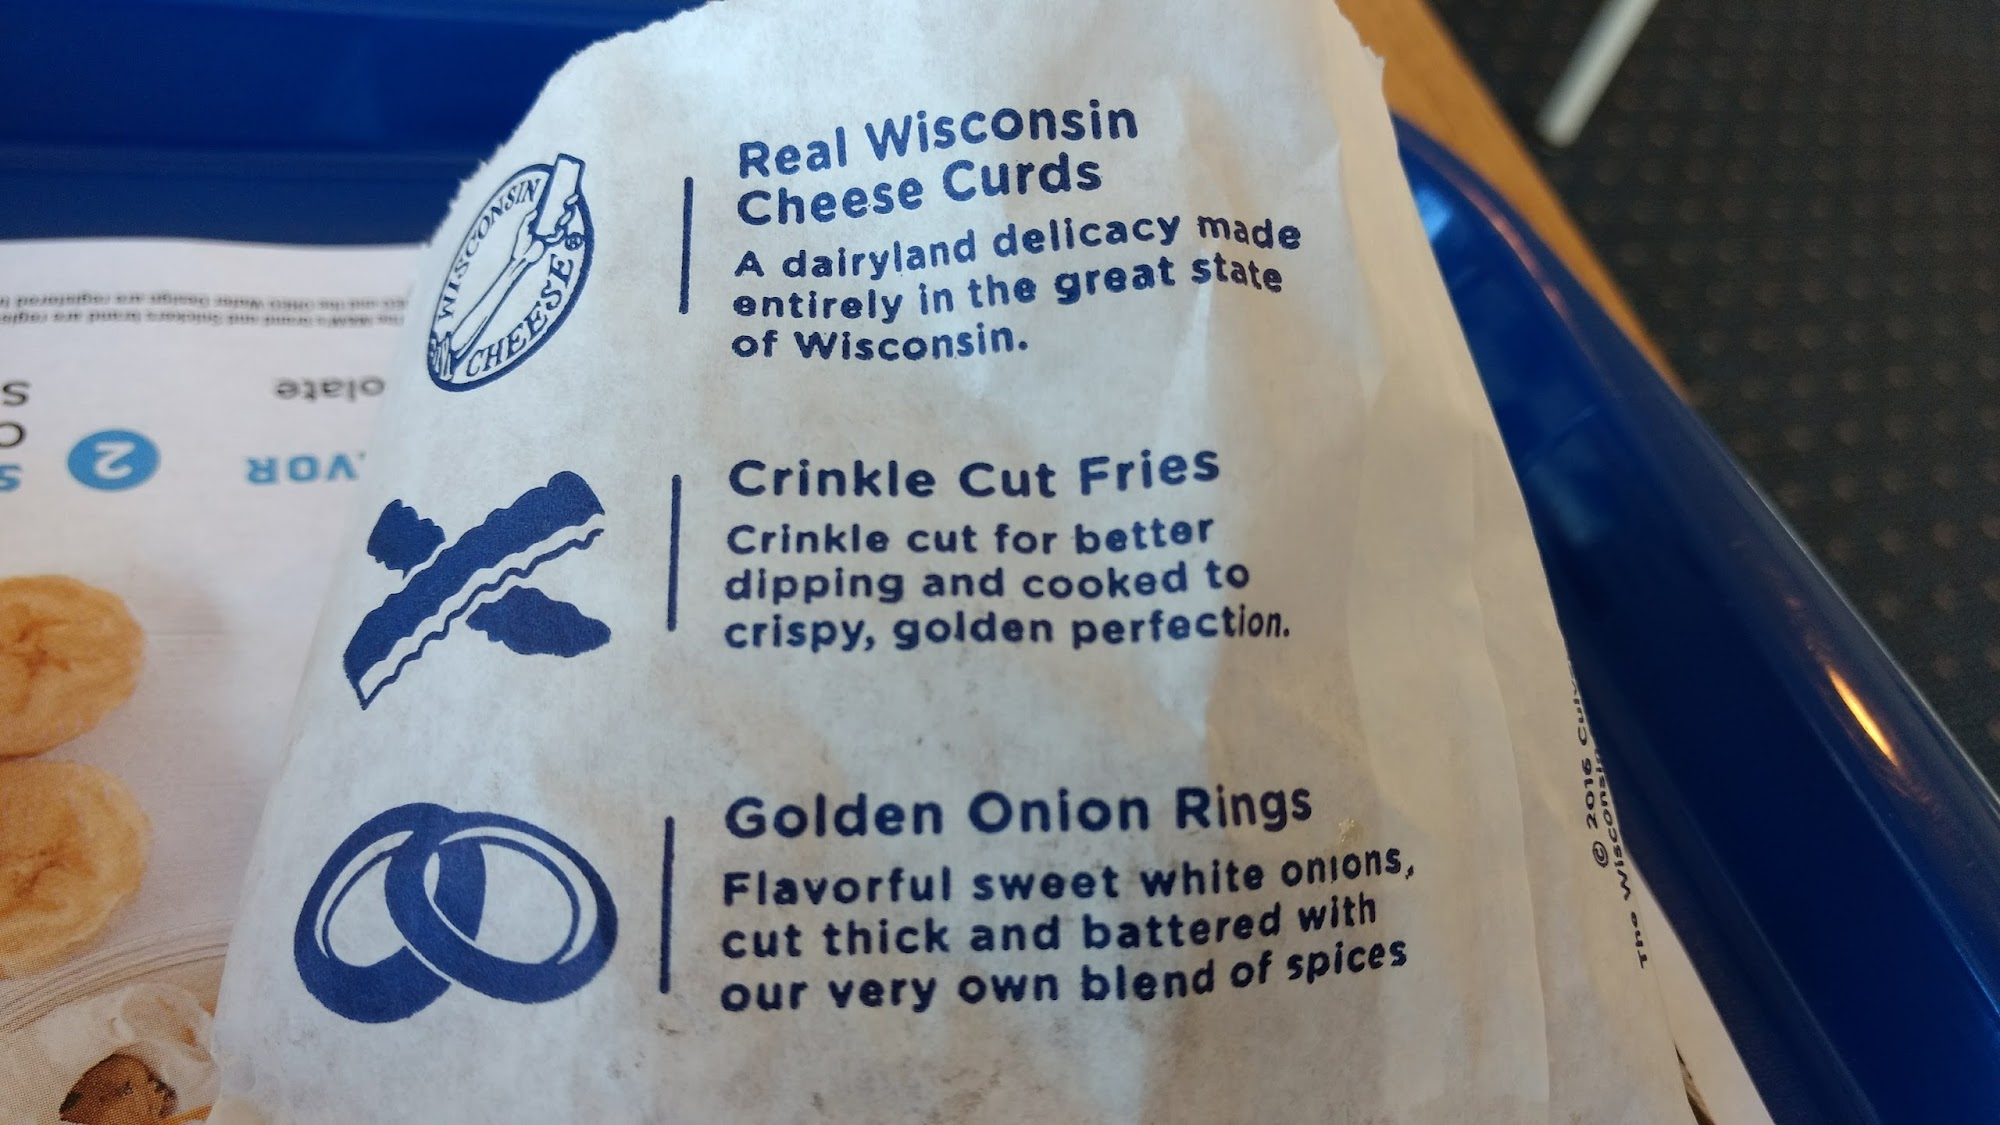 Real Wisconsin
Cheese Curds
A dairyland delicacy made
entirely in the great state
of Wisconsin.
WISCONSIN
CHEESE®
Crinkle Cut Fries
Crinkle cut for better
dipping and cooked to
crispy, golden perfection.
Golden Onion Rings
Flavorful sweet white onions,
cut thick and battered with
our very own blend of spices
© 2016
The
2
olate
VOR